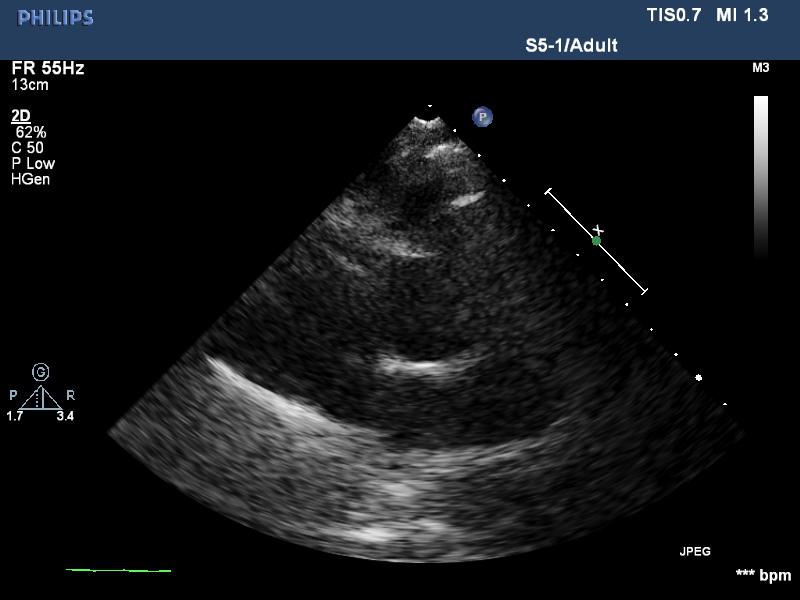 PHILIPS
TIS0.7 MI 1.3
S5-1/Adult
FR 55Hz
13cm
M3
2D
62%
C 50
P Low
HGen
P
G
P R
1.7 3.4
JPEG
*** bpm